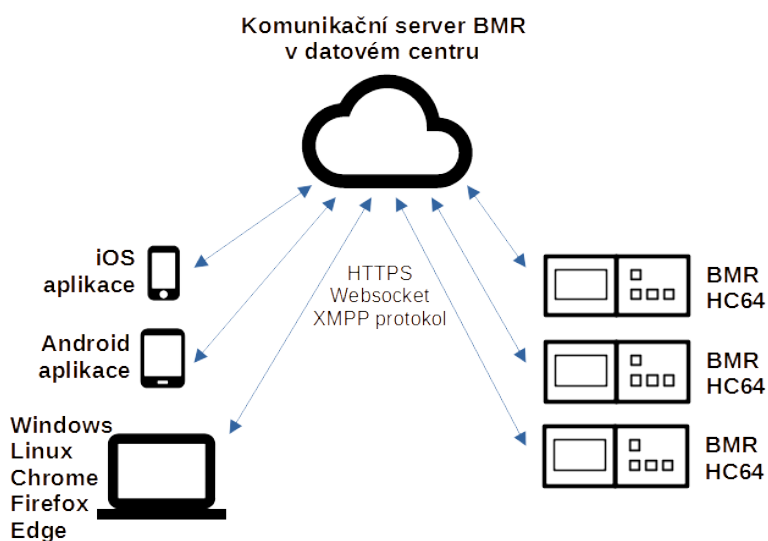 Komunikační server BMR
v datovém centru
iOS
aplikace
HTTPS
Websocket
XMPP protokol
BMR
HC64
Android
aplikace
BMR
HC64
Windows
Linux
Chrome
Firefox
Edge
BMR
HC64